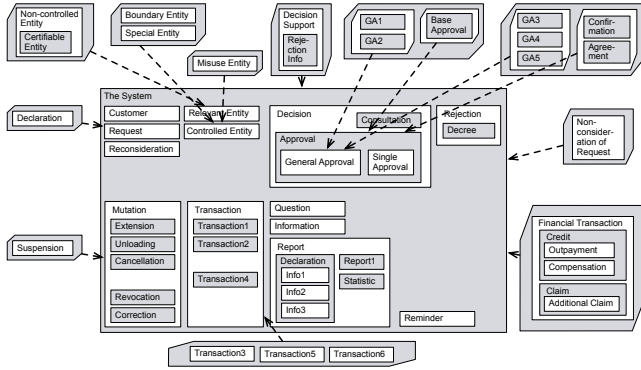 Non-controlled
Entity
Certifiable
Entity
Boundary Entity
Special Entity
Misuse Entity
Decision
Support
Reje-
ction
Info
GA1
GA2
Base
Approval
GA3
GA4
GA5
Confir-
mation
Agree-
ment
The System
Declaration
Customer
Request
Reconsideration
Relevant Entity
Controlled Entity
Decision
Consultation
Approval
General Approval
Single
Approval
Rejection
Decree
Non-
consider-
ation of
Request
Suspension
Mutation
Extension
Unloading
Cancellation
Revocation
Correction
Transaction
Transaction1
Transaction2
Transaction4
Question
Information
Report
Declaration
Info1
Info2
Info3
Report1
Statistic
Reminder
Financial Transaction
Credit
Outpayment
Compensation
Claim
Additional Claim
Transaction3
Transaction5
Transaction6